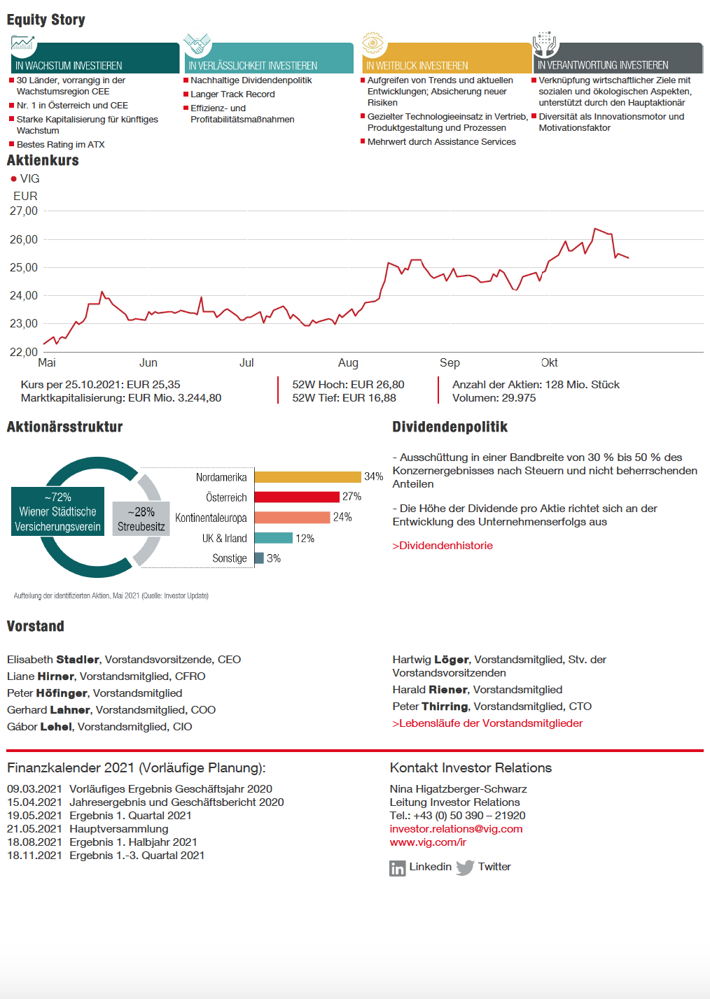 Equity Story
IN WACHSTUM INVESTIEREN
30 Länder, vorrangig in der
Wachstumsregion CEE
Nr. 1 in Österreich und CEE
Starke Kapitalisierung für künftiges
Wachstum
Bestes Rating im ATX
IN VERLÄSSLICHKEIT INVESTIEREN
Nachhaltige Dividendenpolitik
Langer Track Record
Effizienz- und
Profitabilitätsmaßnahmen
IN WEITBLICK INVESTIEREN
Aufgreifen von Trends und aktuellen
Entwicklungen; Absicherung neuer
Risiken
Gezielter Technologieeinsatz in Vertrieb,
Produktgestaltung und Prozessen
Mehrwert durch Assistance Services
IN VERANTWORTUNG INVESTIEREN
Verknüpfung wirtschaftlicher Ziele mit
sozialen und ökologischen Aspekten,
unterstützt durch den Hauptaktionär
Diversität als Innovationsmotor und
Motivationsfaktor
Aktienkurs
VIG
EUR
27,00
26,00
25,00
24,00
23,00
22,00
Mai Jun Jul Aug Sep Okt
Kurs per 25.10.2021: EUR 25,35
Marktkapitalisierung: EUR Mio. 3.244,80
52W Hoch: EUR 26,80
52W Tief: EUR 16,88
Anzahl der Aktien: 128 Mio. Stück
Volumen: 29.975
Aktionärsstruktur
~72%
Wiener Städtische
Versicherungsverein
~28%
Streubesitz
Nordamerika 34%
Österreich 27%
Kontinentaleuropa 24%
UK & Irland 12%
Sonstige 3%
Aufteilung der identifizierten Aktien, Mai 2021 (Quelle: Investor Update)
Dividendenpolitik
- Ausschüttung in einer Bandbreite von 30 % bis 50 % des
Konzernergebnisses nach Steuern und nicht beherrschenden
Anteilen
- Die Höhe der Dividende pro Aktie richtet sich an der
Entwicklung des Unternehmenserfolgs aus
>Dividendenhistorie
Vorstand
Elisabeth Stadler, Vorstandsvorsitzende, CEO
Liane Hirner, Vorstandsmitglied, CFRO
Peter Höfinger, Vorstandsmitglied
Gerhard Lahner, Vorstandsmitglied, COO
Gábor Lehel, Vorstandsmitglied, CIO
Hartwig Löger, Vorstandsmitglied, Stv. der
Vorstandsvorsitzenden
Harald Riener, Vorstandsmitglied
Peter Thirring, Vorstandsmitglied, CTO
>Lebensläufe der Vorstandsmitglieder
Finanzkalender 2021 (Vorläufige Planung):
09.03.2021 Vorläufiges Ergebnis Geschäftsjahr 2020
15.04.2021 Jahresergebnis und Geschäftsbericht 2020
19.05.2021 Ergebnis 1. Quartal 2021
21.05.2021 Hauptversammlung
18.08.2021 Ergebnis 1. Halbjahr 2021
18.11.2021 Ergebnis 1.-3. Quartal 2021
Kontakt Investor Relations
Nina Higatzberger-Schwarz
Leitung Investor Relations
Tel.: +43 (0) 50 390 – 21920
investor.relations@vig.com
www.vig.com/ir
in Linkedin Twitter